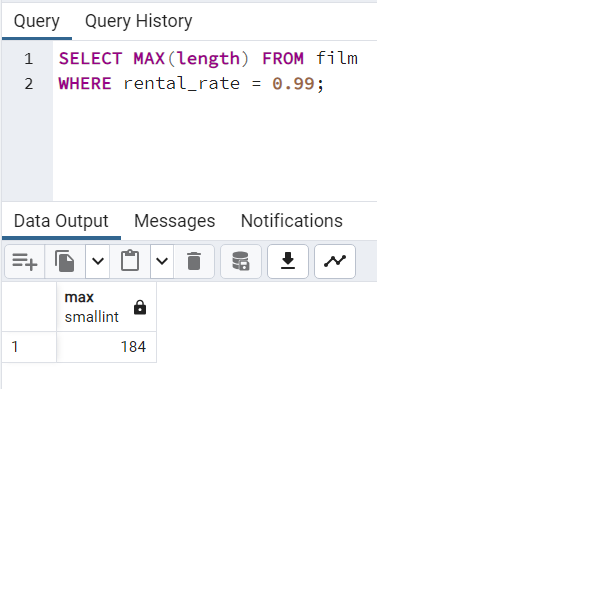 Query Query History
1 SELECT MAX(length) FROM film
2 WHERE rental_rate = 0.99;
Data Output Messages Notifications
max
smallint
1 184